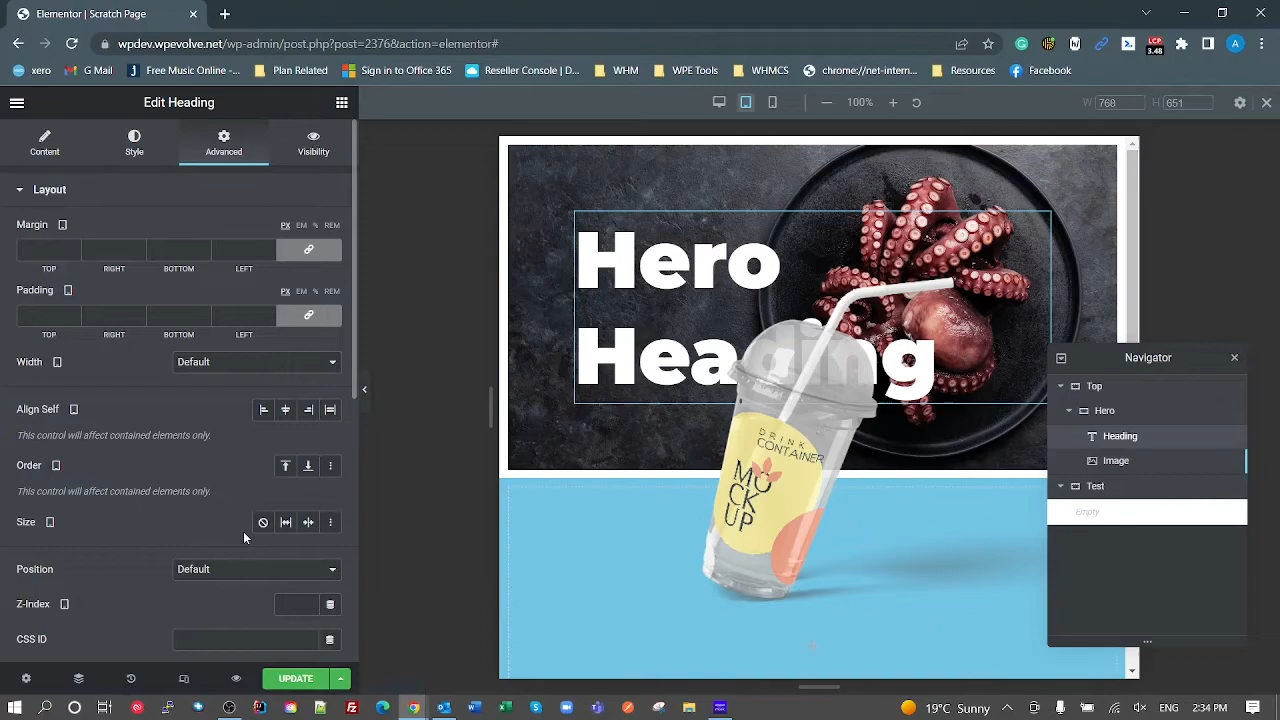 Elementor | Scratch Page
wpdev.wpevolve.net/wp-admin/post.php?post=2376&action=elementor#
LCP
3.48
A
xero
G Mail
Free Music Online -...
Plan Related
Sign in to Office 365
Reseller Console | D...
WHM
WPE Tools
WHMCS
chrome://net-intern...
Resources
Facebook
Edit Heading
100%
W 768
H 651
Content
Style
Advanced
Visibility
Layout
Margin
PX EM % REM
TOP RIGHT BOTTOM LEFT
Padding
PX EM % REM
TOP RIGHT BOTTOM LEFT
Width
Default
Align Self
This control will affect contained elements only.
Order
This control will affect contained elements only.
Size
Position
Default
Z-Index
CSS ID
UPDATE
Hero
Heading
DRINK
CONTAINER
MO
CK
UP
Navigator
Top
Hero
Heading
Image
Test
Empty
19°C Sunny
ENG
2:34 PM